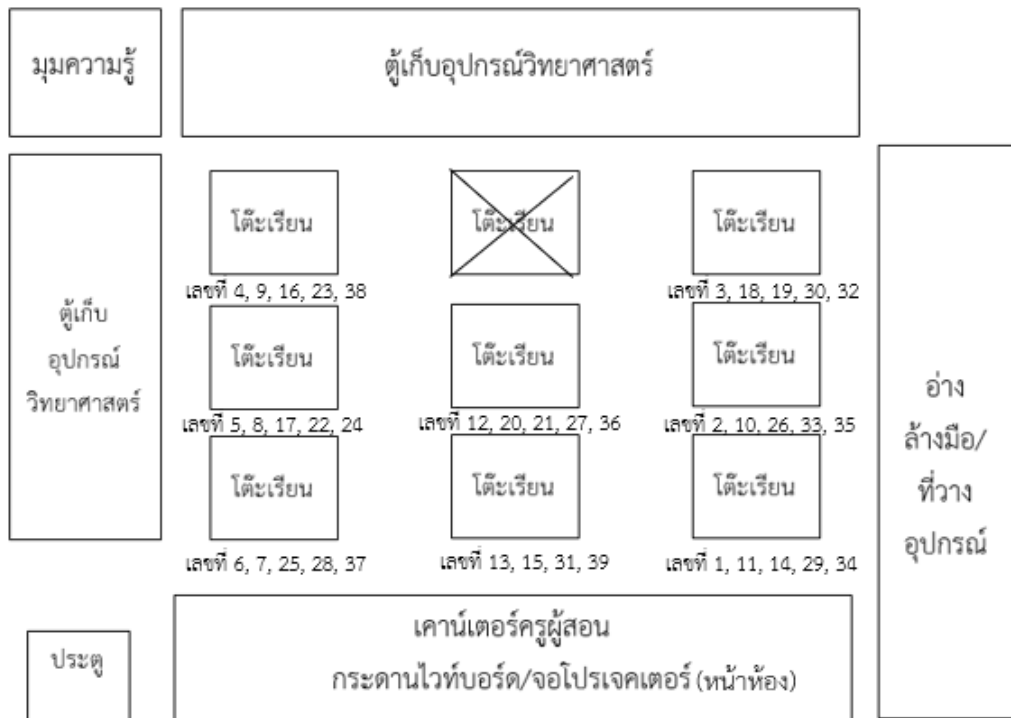 มุมความรู้
ตู้เก็บอุปกรณ์วิทยาศาสตร์
โต๊ะเรียน
โต๊ะเรียน
โต๊ะเรียน
เลขที่ 4, 9, 16, 23, 38
เลขที่ 3, 18, 19, 30, 32
ตู้เก็บ
อุปกรณ์
วิทยาศาสตร์
โต๊ะเรียน
โต๊ะเรียน
โต๊ะเรียน
เลขที่ 5, 8, 17, 22, 24
เลขที่ 12, 20, 21, 27, 36
เลขที่ 2, 10, 26, 33, 35
โต๊ะเรียน
โต๊ะเรียน
โต๊ะเรียน
เลขที่ 6, 7, 25, 28, 37
เลขที่ 13, 15, 31, 39
เลขที่ 1, 11, 14, 29, 34
อ่าง
ล้างมือ/
ที่วาง
อุปกรณ์
ประตู
เคาน์เตอร์ครูผู้สอน
กระดานไวท์บอร์ด/จอโปรเจคเตอร์ (หน้าห้อง)